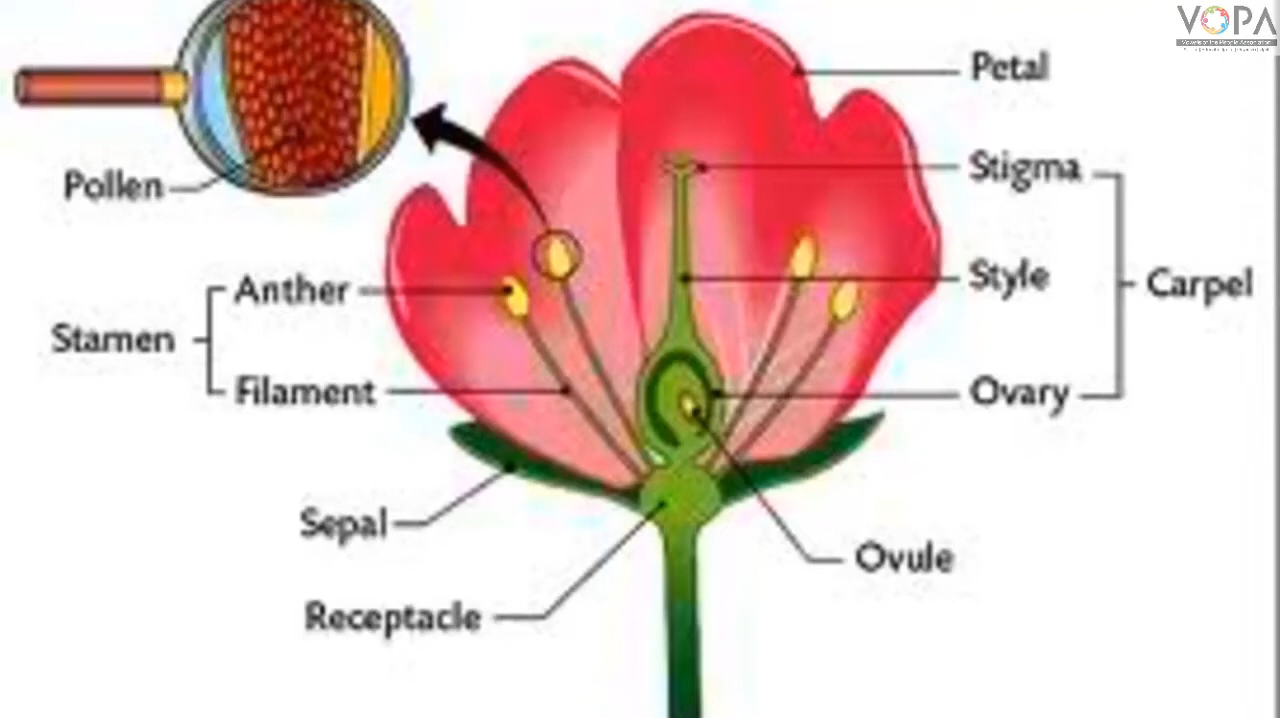 VOPA
Petal
Stigma
Pollen
Style
Carpel
Anther
Stamen
Filament
Ovary
Sepal
Ovule
Receptacle